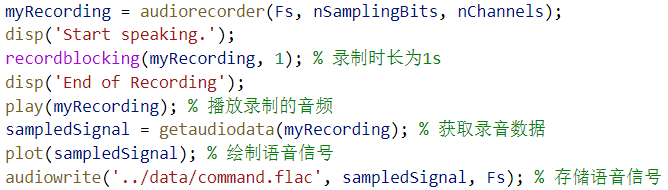 myRecording = audiorecorder(Fs, nSamplingBits, nChannels);
disp('Start speaking.');
recordblocking(myRecording, 1); % 录制时长为1s
disp('End of Recording');
play(myRecording); % 播放录制的音频
sampledSignal = getaudiodata(myRecording); % 获取录音数据
plot(sampledSignal); % 绘制语音信号
audiowrite('../data/command.flac', sampledSignal, Fs); % 存储语音信号